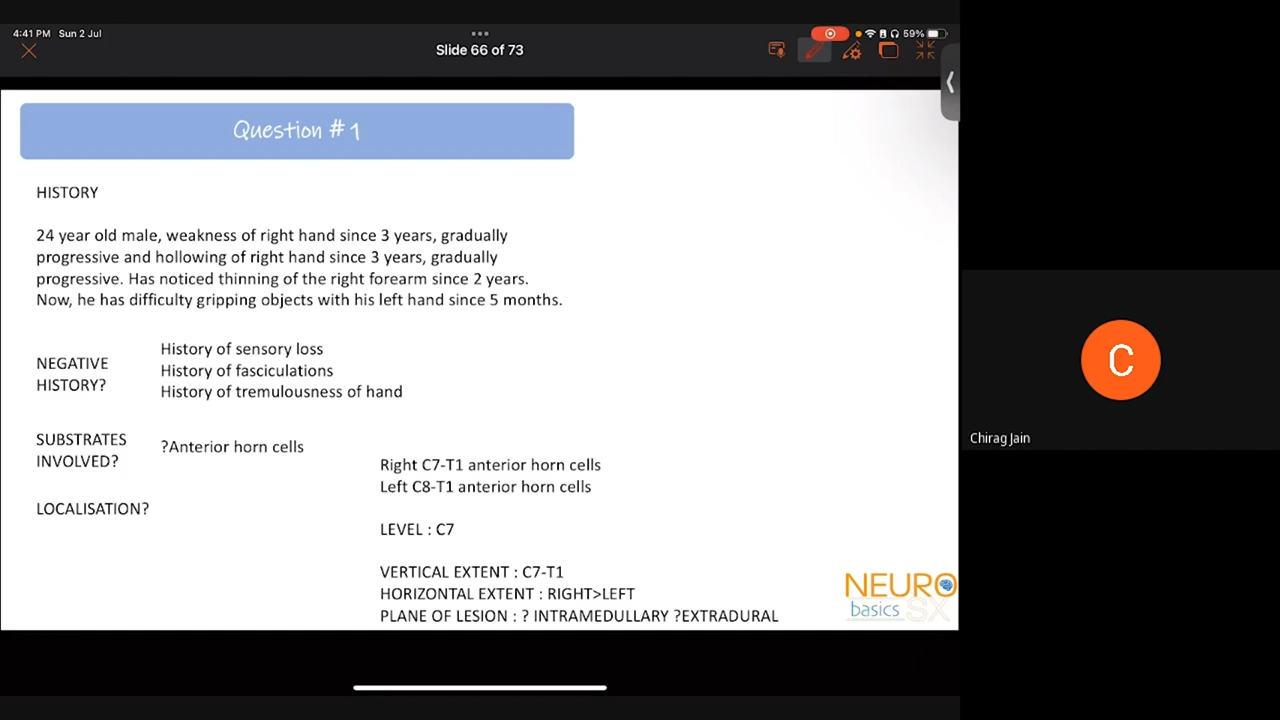 4:41 PM Sun 2 Jul
59%
Slide 66 of 73
Question #1
HISTORY
24 year old male, weakness of right hand since 3 years, gradually
progressive and hollowing of right hand since 3 years, gradually
progressive. Has noticed thinning of the right forearm since 2 years.
Now, he has difficulty gripping objects with his left hand since 5 months.
NEGATIVE
HISTORY?
History of sensory loss
History of fasciculations
History of tremulousness of hand
SUBSTRATES
INVOLVED?
?Anterior horn cells
LOCALISATION?
Right C7-T1 anterior horn cells
Left C8-T1 anterior horn cells
LEVEL : C7
VERTICAL EXTENT : C7-T1
HORIZONTAL EXTENT : RIGHT>LEFT
PLANE OF LESION : ? INTRAMEDULLARY ?EXTRADURAL
NEURO
basics SX
C
Chirag Jain